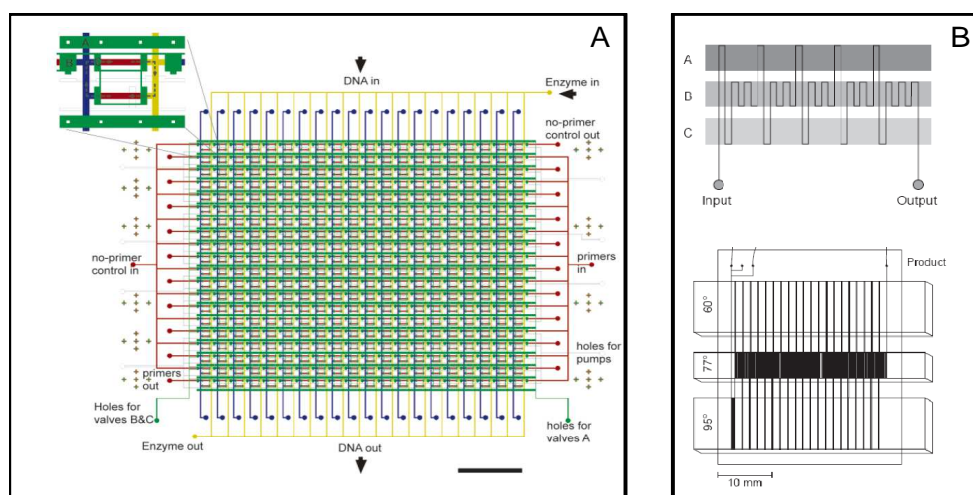 A
A
B
DNA in
Enzyme in
no-primer
control out
no-primer
control in
primers
in
primers
out
holes for
pumps
Holes for
valves B&C
holes for
valves A
Enzyme out
DNA out
B
A
B
C
Input
Output
Product
60°
77°
95°
10 mm